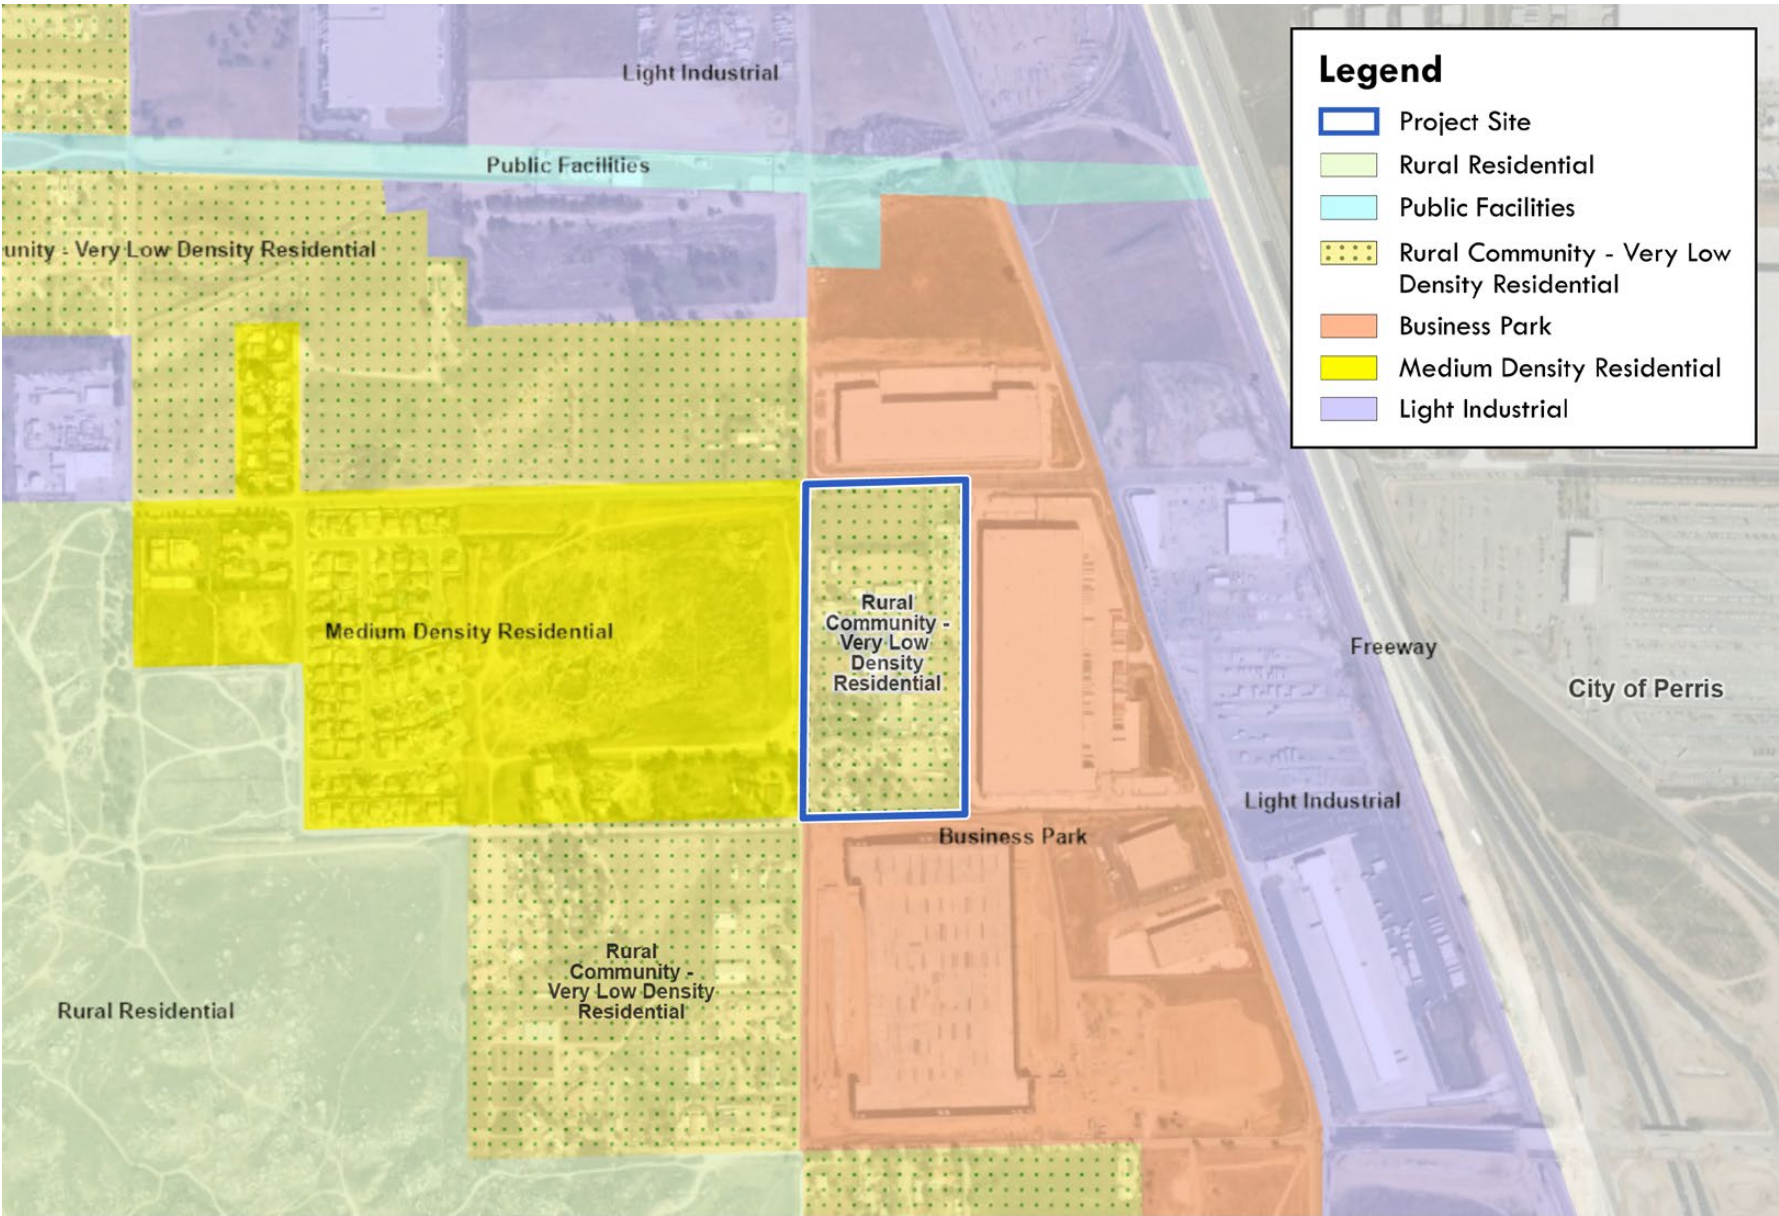 Light Industrial
Public Facilities
unity - Very Low Density Residential
Medium Density Residential
Rural
Community -
Very Low
Density
Residential
Freeway
City of Perris
Light Industrial
Business Park
Rural
Community -
Very Low Density
Residential
Rural Residential
Legend
Project Site
Rural Residential
Public Facilities
Rural Community - Very Low
Density Residential
Business Park
Medium Density Residential
Light Industrial